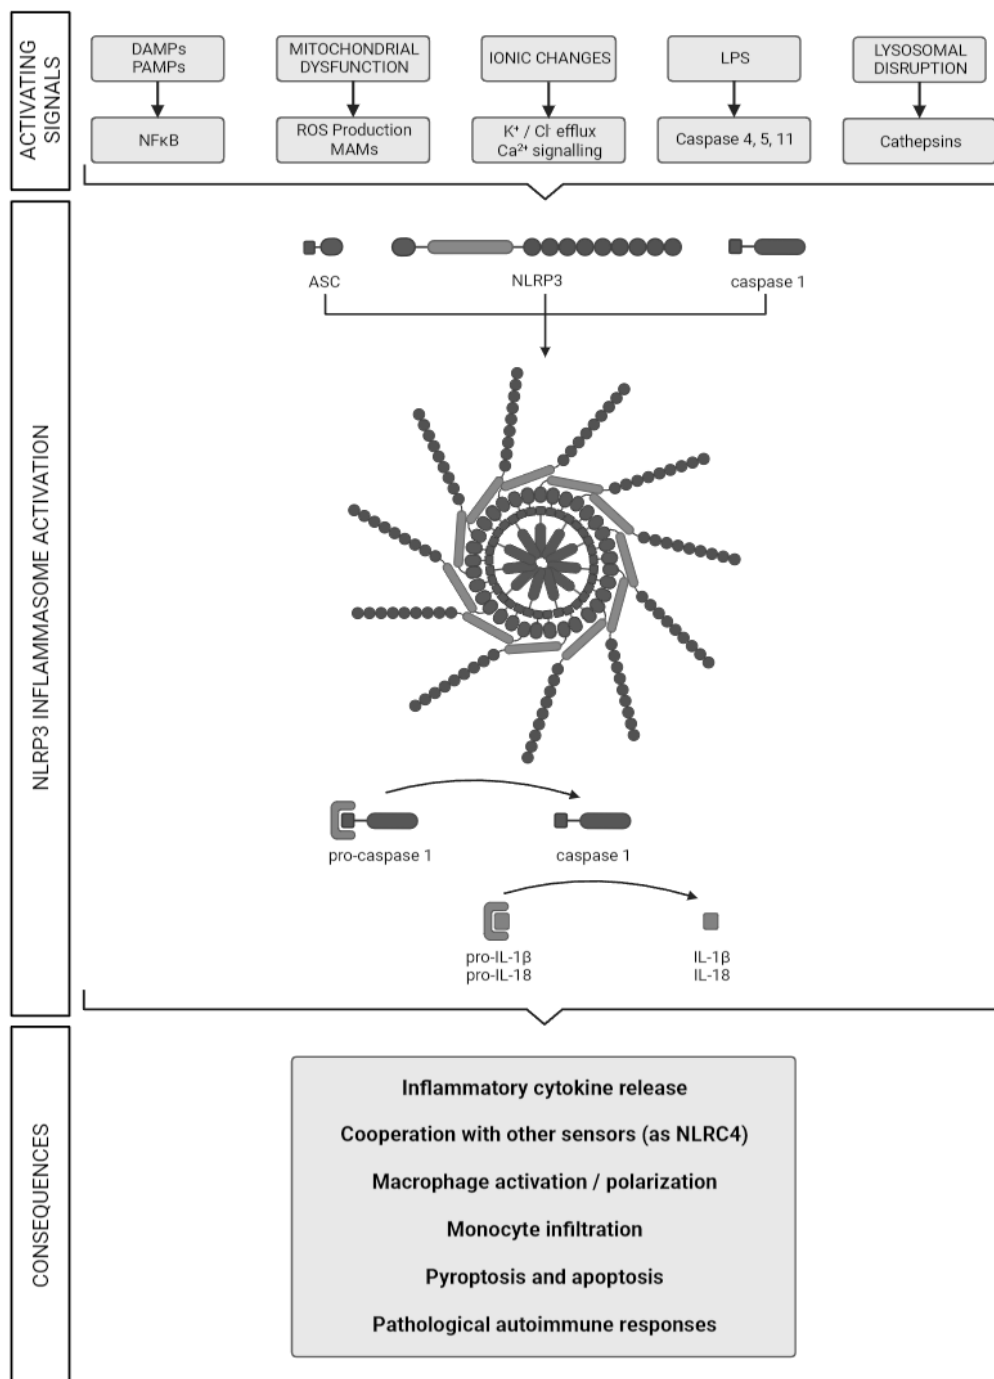 ACTIVATING
SIGNALS
DAMPs
PAMPs
MITOCHONDRIAL
DYSFUNCTION
IONIC CHANGES
LPS
LYSOSOMAL
DISRUPTION
NFκB
ROS Production
MAMs
K⁺ / Cl⁻ efflux
Ca²⁺ signalling
Caspase 4, 5, 11
Cathepsins
NLRP3 INFLAMMASOME ACTIVATION
ASC
NLRP3
caspase 1
pro-caspase 1
caspase 1
pro-IL-1β
pro-IL-18
IL-1β
IL-18
CONSEQUENCES
Inflammatory cytokine release
Cooperation with other sensors (as NLRC4)
Macrophage activation / polarization
Monocyte infiltration
Pyroptosis and apoptosis
Pathological autoimmune responses